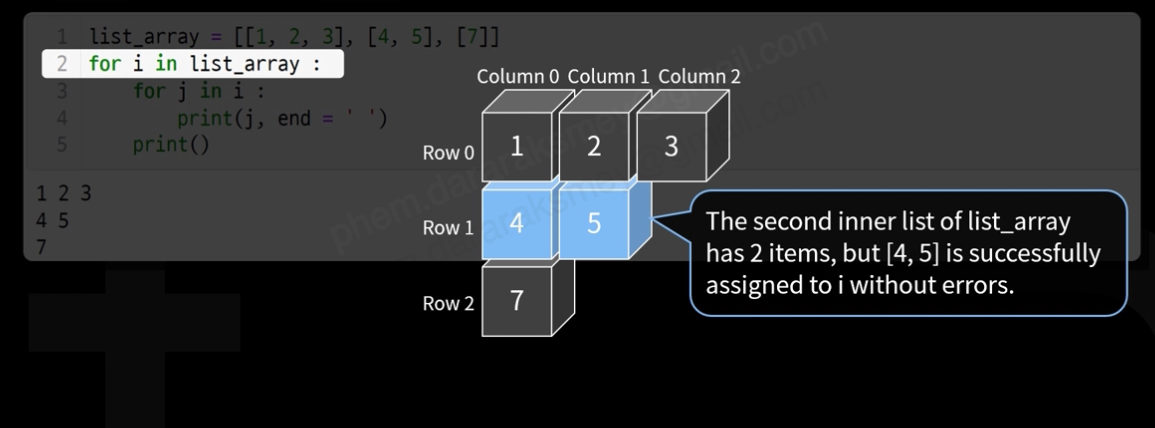 1 list_array = [[1, 2, 3], [4, 5], [7]]
2 for i in list_array :
3 for j in i :
4 print(j, end = ' ')
5 print()
1 2 3
4 5
7
Column 0 Column 1 Column 2
Row 0 1 2 3
Row 1 4 5
Row 2 7
The second inner list of list_array
has 2 items, but [4, 5] is successfully
assigned to i without errors.